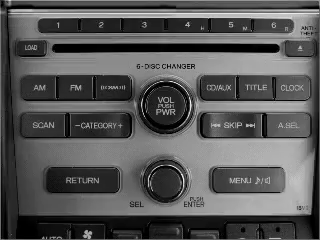 1 2 3 4 5 6
LOAD
6-DISC CHANGER
AM FM CD/AUX TITLE CLOCK
VOL
PUSH
PWR
SCAN −CATEGORY+ SKIP A.SEL
RETURN MENU
SEL PUSH
ENTER
AUTO